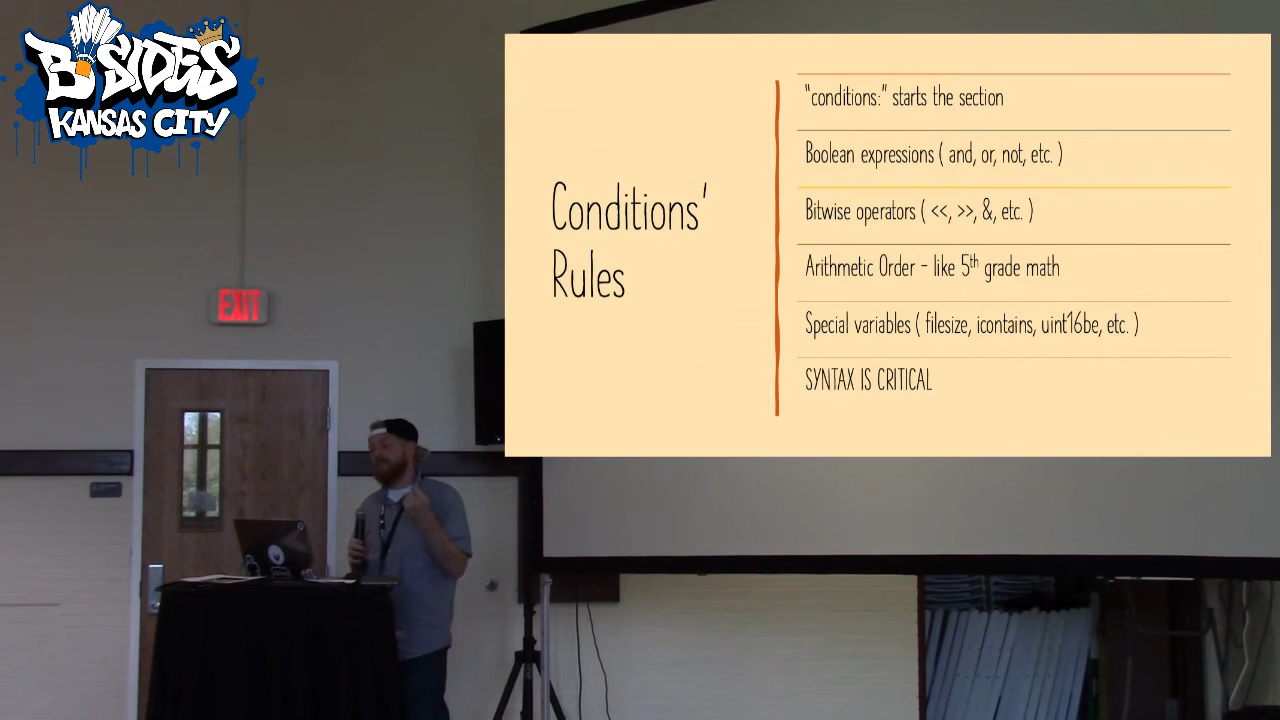 B-SIDES
KANSAS CITY
EXIT
Conditions'
Rules
"conditions:" starts the section
Boolean expressions ( and, or, not, etc. )
Bitwise operators ( <<, >>, &, etc. )
Arithmetic Order - like 5th grade math
Special variables ( filesize, icontains, uint16be, etc. )
SYNTAX IS CRITICAL